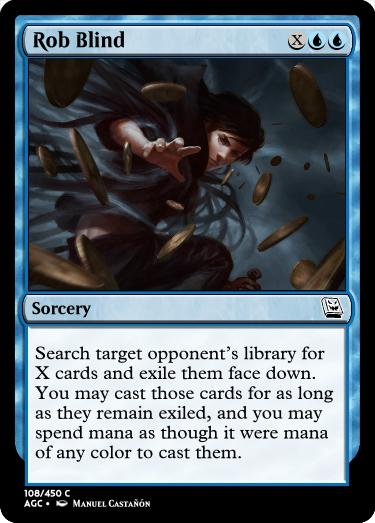 Rob Blind X
Sorcery
Search target opponent's library for
X cards and exile them face down.
You may cast those cards for as long
as they remain exiled, and you may
spend mana as though it were mana
of any color to cast them.
108/450 C
AGC • Manuel Castañón